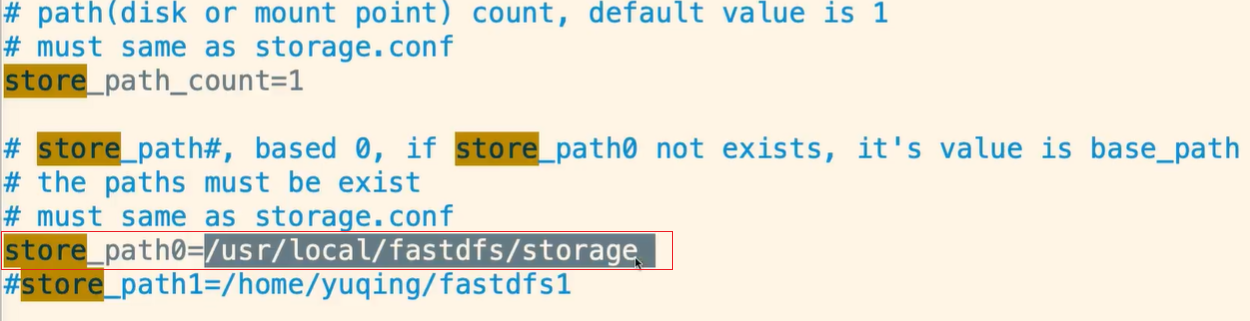 # path(disk or mount point) count, default value is 1
# must same as storage.conf
store_path_count=1
# store_path#, based 0, if store_path0 not exists, it's value is base_path
# the paths must be exist
# must same as storage.conf
store_path0=/usr/local/fastdfs/storage
#store_path1=/home/yuqing/fastdfs1